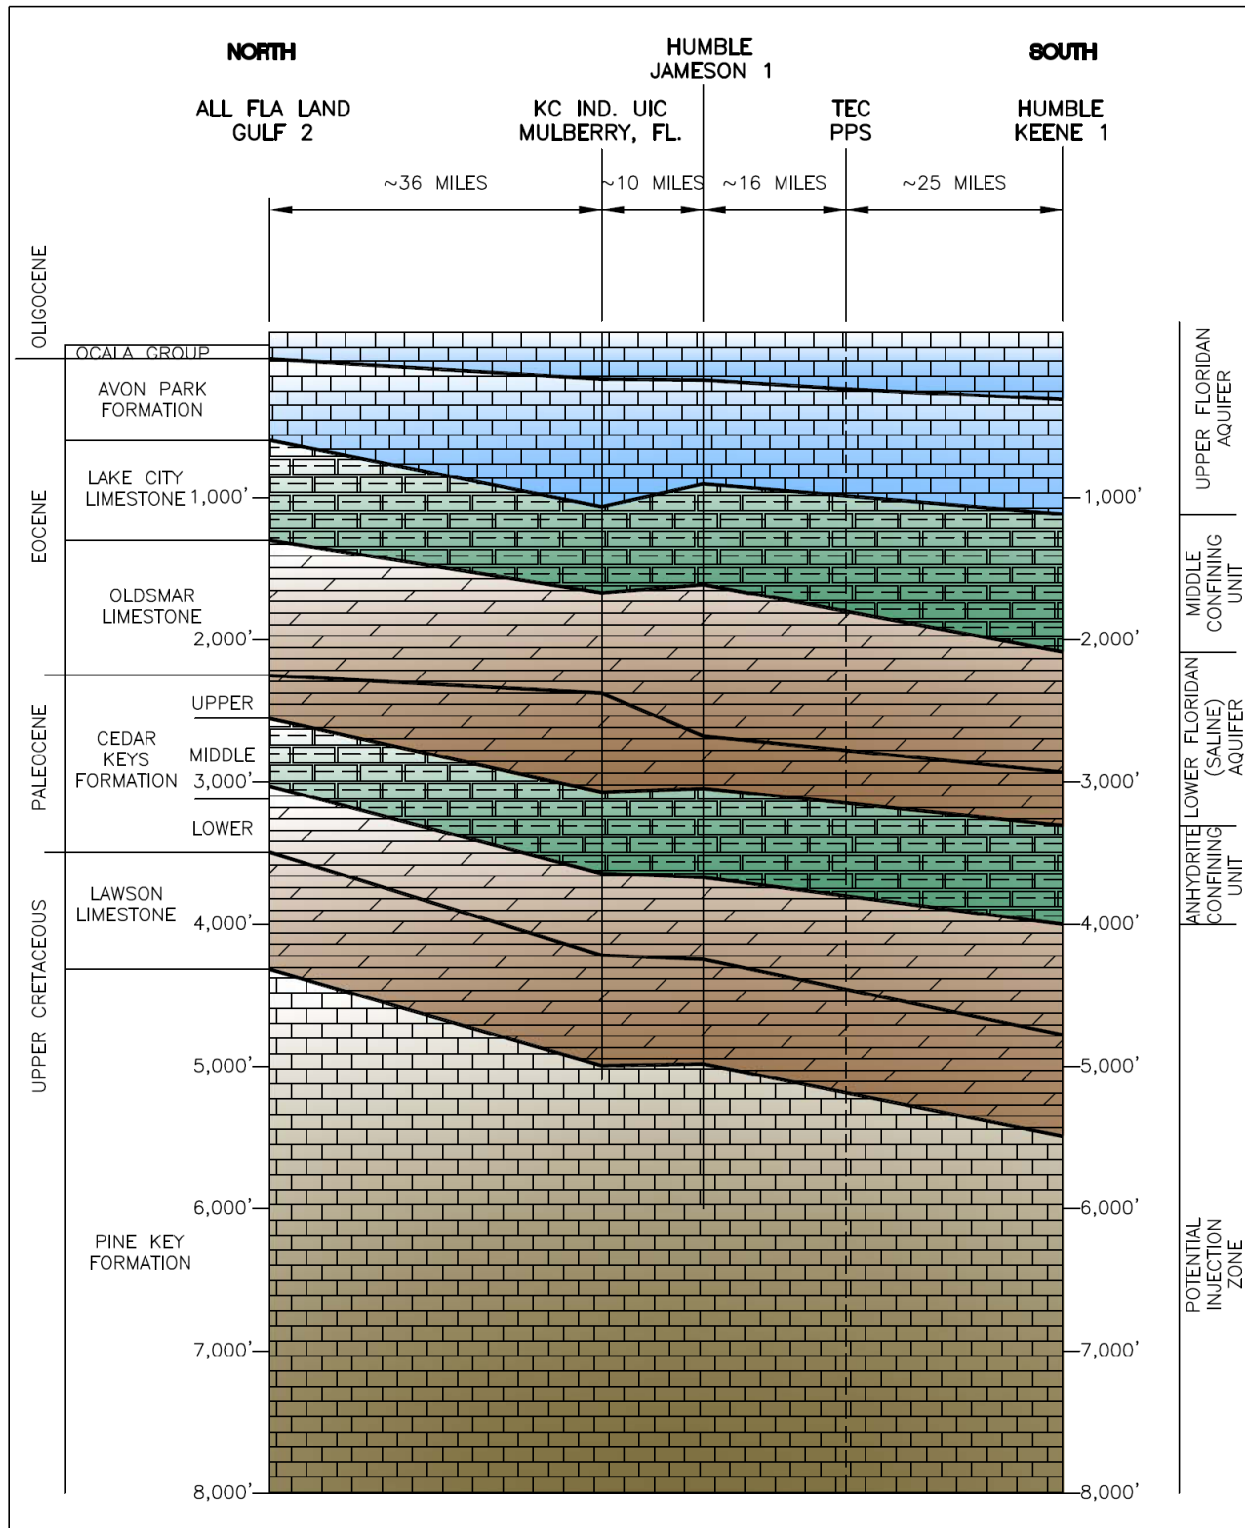 NORTH
HUMBLE
JAMESON 1
SOUTH
ALL FLA LAND
GULF 2
KC IND. UIC
MULBERRY, FL.
TEC
PPS
HUMBLE
KEENE 1
~36 MILES
~10 MILES
~16 MILES
~25 MILES
OLIGOCENE
EOCENE
PALEOCENE
UPPER CRETACEOUS
OCALA GROUP
AVON PARK
FORMATION
LAKE CITY
LIMESTONE
OLDSMAR
LIMESTONE
CEDAR
KEYS
FORMATION
UPPER
MIDDLE
LOWER
LAWSON
LIMESTONE
PINE KEY
FORMATION
1,000'
2,000'
3,000'
4,000'
5,000'
6,000'
7,000'
8,000'
1,000'
2,000'
3,000'
4,000'
5,000'
6,000'
7,000'
8,000'
UPPER FLORIDAN
AQUIFER
MIDDLE
CONFINING
UNIT
LOWER FLORIDAN
(SALINE)
AQUIFER
ANHYDRITE
CONFINING
UNIT
POTENTIAL
INJECTION
ZONE